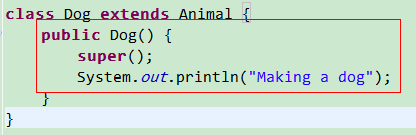 class Dog extends Animal {
    public Dog() {
        super();
        System.out.println("Making a dog");
    }
}